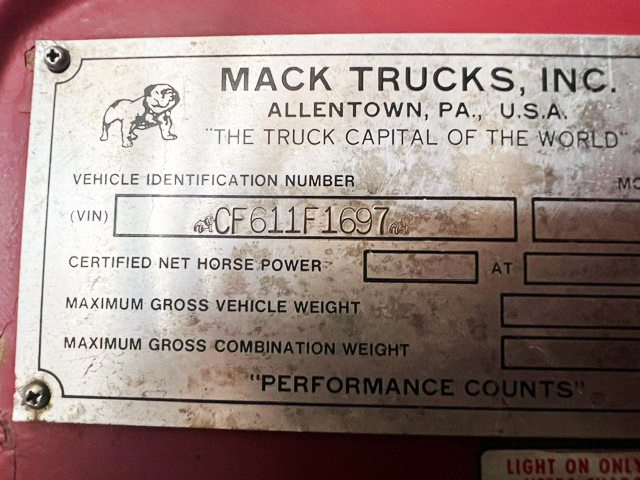 MACK TRUCKS, INC.
ALLENTOWN, PA., U.S.A.
"THE TRUCK CAPITAL OF THE WORLD"
VEHICLE IDENTIFICATION NUMBER
(VIN) CF611F1697
CERTIFIED NET HORSE POWER AT
MAXIMUM GROSS VEHICLE WEIGHT
MAXIMUM GROSS COMBINATION WEIGHT
"PERFORMANCE COUNTS"
LIGHT ON ONLY